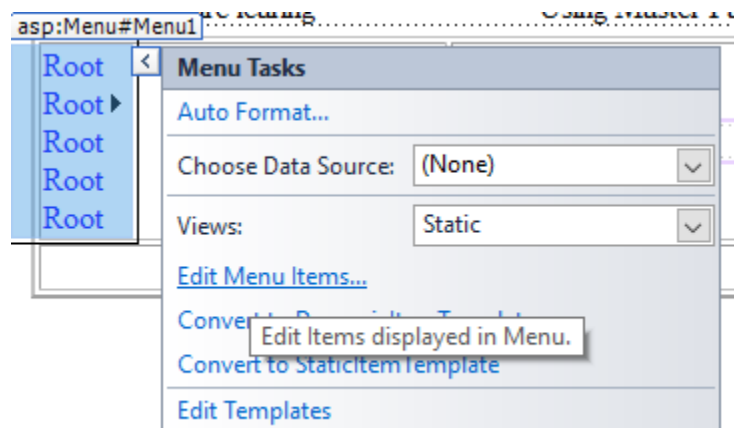 asp:Menu#Menu1
Root
Root
Root
Root
Root
Menu Tasks
Auto Format...
Choose Data Source: (None)
Views: Static
Edit Menu Items...
Edit Items displayed in Menu.
Convert to StaticItemTemplate
Edit Templates